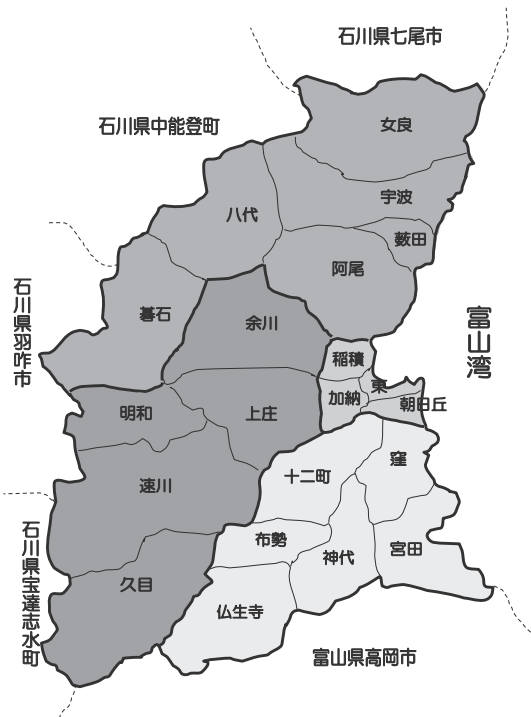 石川県七尾市
石川県中能登町
女良
宇波
八代
薮田
阿尾
石川県羽咋市
碁石
余川
富山湾
稲積
東
加納
朝日丘
明和
上庄
窪
十二町
速川
石川県宝達志水町
布勢
宮田
神代
久目
仏生寺
富山県高岡市